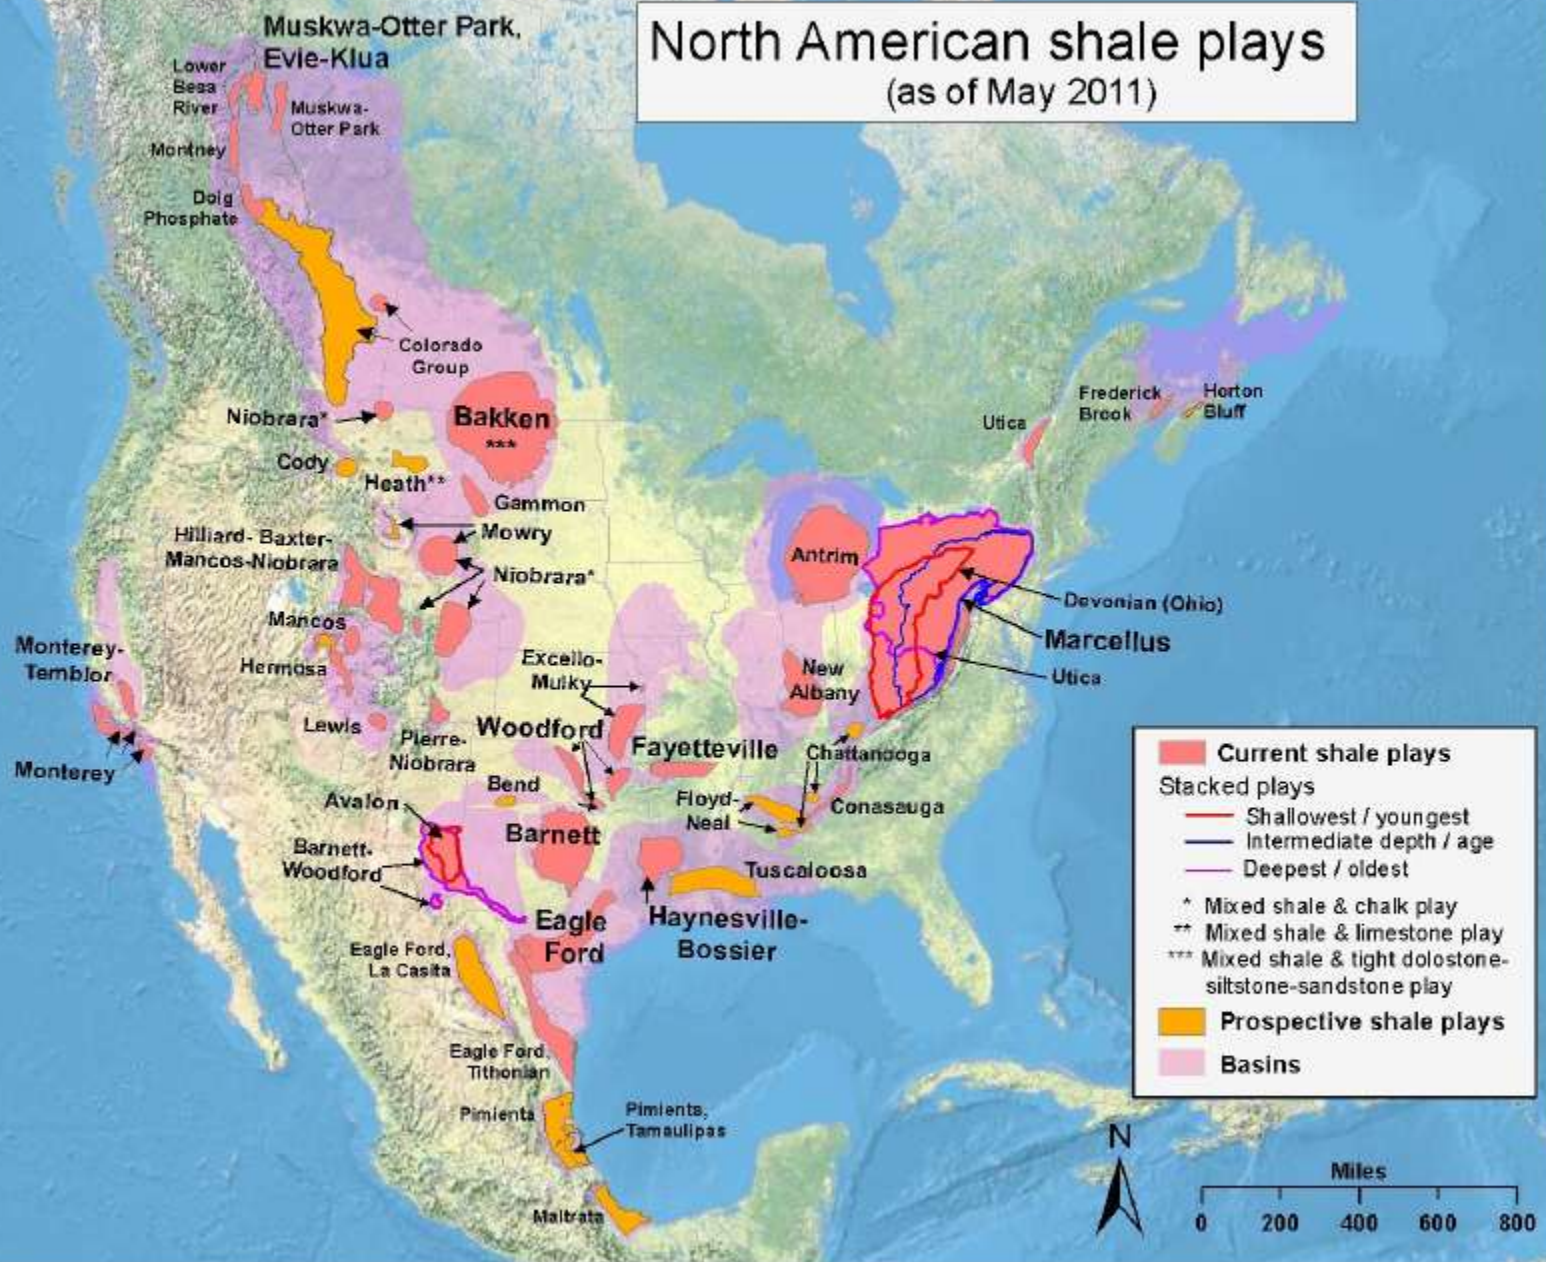 North American shale plays
(as of May 2011)
Muskwa-Otter Park,
Evie-Klua
Lower
Besa
River
Muskwa-
Otter Park
Montney
Doig
Phosphate
Colorado
Group
Niobrara*
Bakken
***
Cody
Heath**
Gammon
Mowry
Hilliard- Baxter-
Mancos-Niobrara
Niobrara*
Mancos
Hermosa
Monterey-
Temblor
Monterey
Lewis
Pierre-
Niobrara
Excello-
Mulky
Woodford
Fayetteville
Bend
Avalon
Barnett-
Woodford
Barnett
Antrim
New
Albany
Utica
Frederick
Brook
Horton
Bluff
Devonian (Ohio)
Marcellus
Utica
Chattanooga
Floyd-
Neal
Conasauga
Tuscaloosa
Haynesville-
Bossier
Eagle
Ford
Eagle Ford,
La Casita
Eagle Ford,
Tithonian
Pimienta
Pimienta,
Tamaulipas
Maltrata
Current shale plays
Stacked plays
Shallowest / youngest
Intermediate depth / age
Deepest / oldest
* Mixed shale & chalk play
** Mixed shale & limestone play
*** Mixed shale & tight dolostone-
siltstone-sandstone play
Prospective shale plays
Basins
N
Miles
0 200 400 600 800